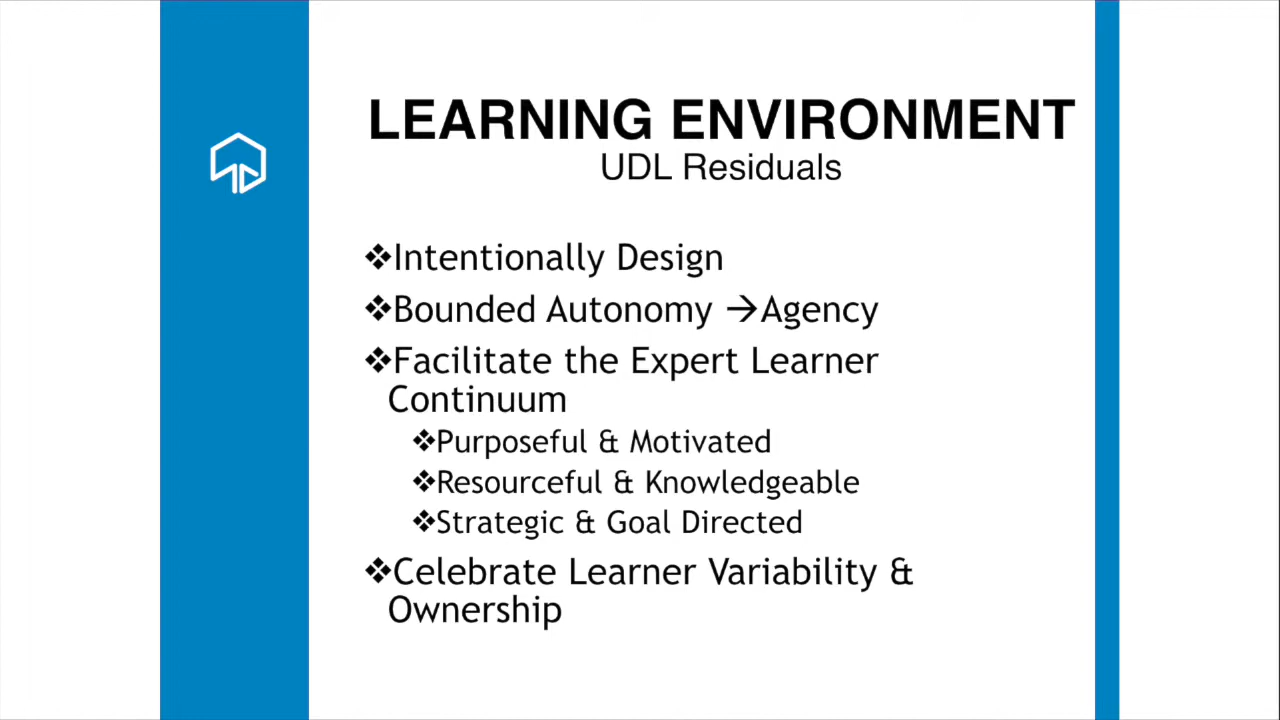 LEARNING ENVIRONMENT
UDL Residuals
❖Intentionally Design
❖Bounded Autonomy →Agency
❖Facilitate the Expert Learner
Continuum
❖Purposeful & Motivated
❖Resourceful & Knowledgeable
❖Strategic & Goal Directed
❖Celebrate Learner Variability &
Ownership